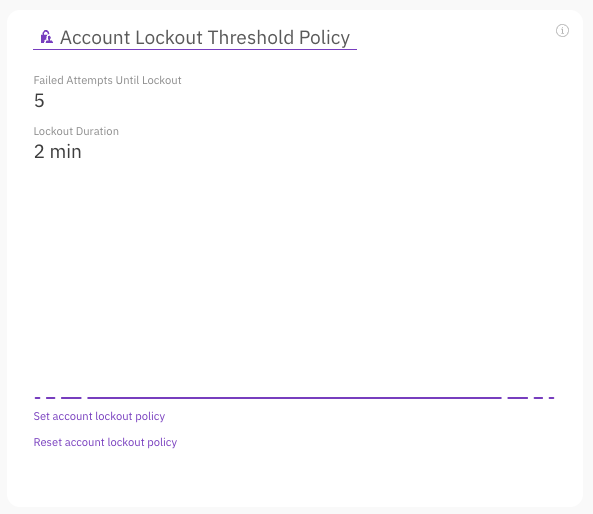 Account Lockout Threshold Policy
Failed Attempts Until Lockout
5
Lockout Duration
2 min
Set account lockout policy
Reset account lockout policy